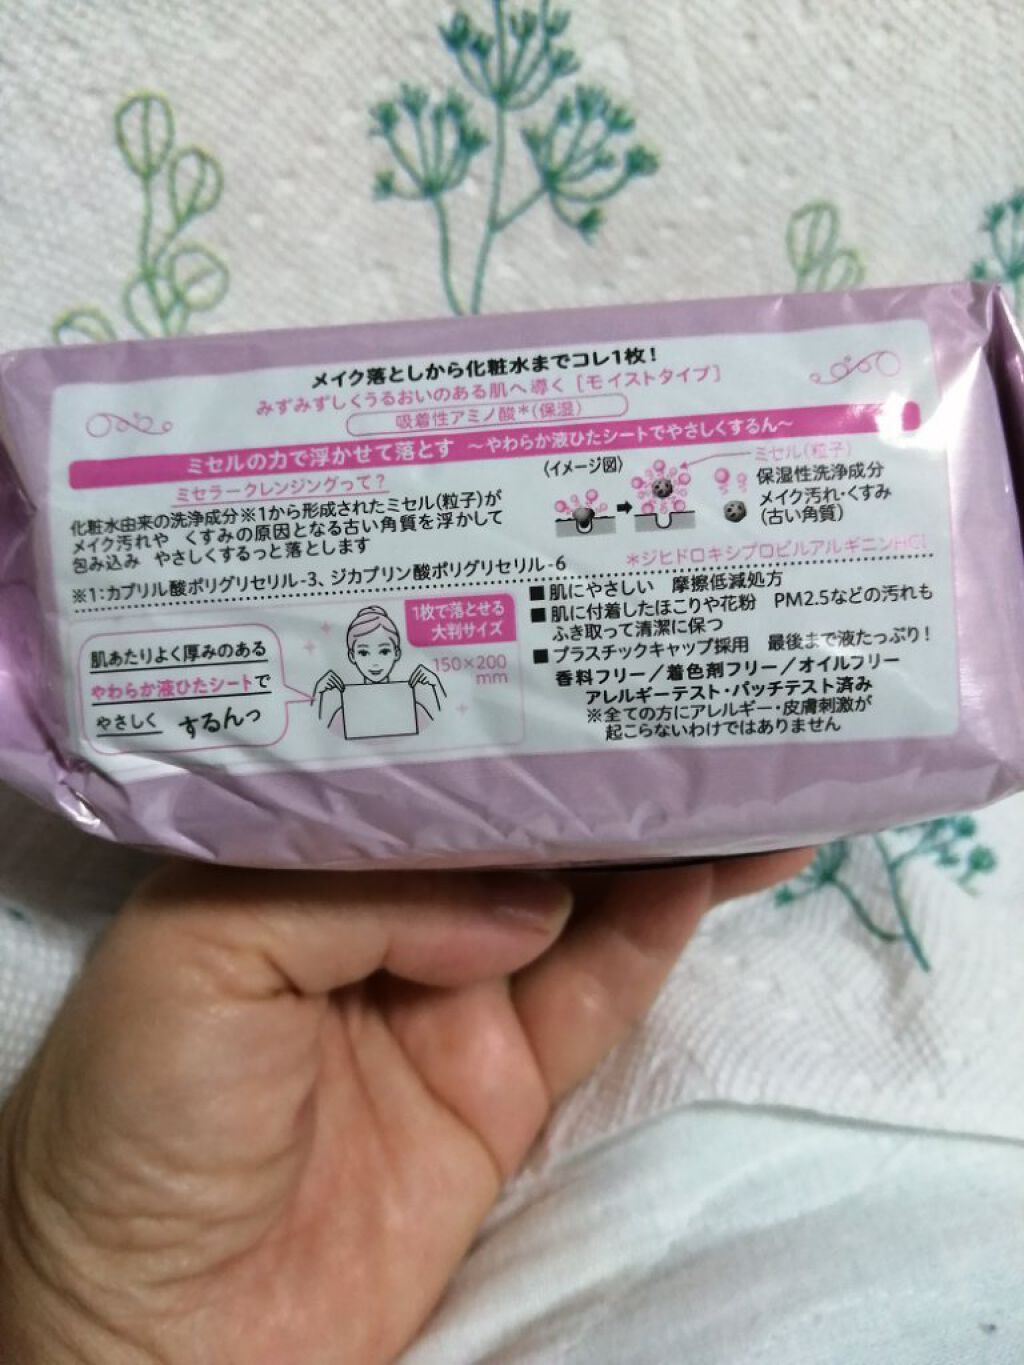 メイク落としから化粧水までコレ1枚!
みずみずしくうるおいのある肌へ導く[モイストタイプ]
吸着性アミノ酸*(保湿)
ミセルの力で浮かせて落とす ～やわらか液ひたシートでやさしくするん～
ミセラークレンジングって?
化粧水由来の洗浄成分※1から形成されたミセル(粒子)が
メイク汚れや くすみの原因となる古い角質を浮かして
包み込み やさしくするっと落とします
(イメージ図)
ミセル(粒子)
保湿性洗浄成分
メイク汚れ・くすみ
(古い角質)
*ジヒドロキシプロピルアルギニンHCl
※1:カプリル酸ポリグリセリル-3、ジカプリン酸ポリグリセリル-6
肌あたりよく厚みのある
やわらか液ひたシートで
やさしく するんっ
1枚で落とせる
大判サイズ
150×200
mm
■肌にやさしい 摩擦低減処方
■肌に付着したほこりや花粉 PM2.5などの汚れも
ふき取って清潔に保つ
■プラスチックキャップ採用 最後まで液たっぷり!
香料フリー/着色剤フリー/オイルフリー
アレルギーテスト・パッチテスト済み
※全ての方にアレルギー・皮膚刺激が
起こらないわけではありません